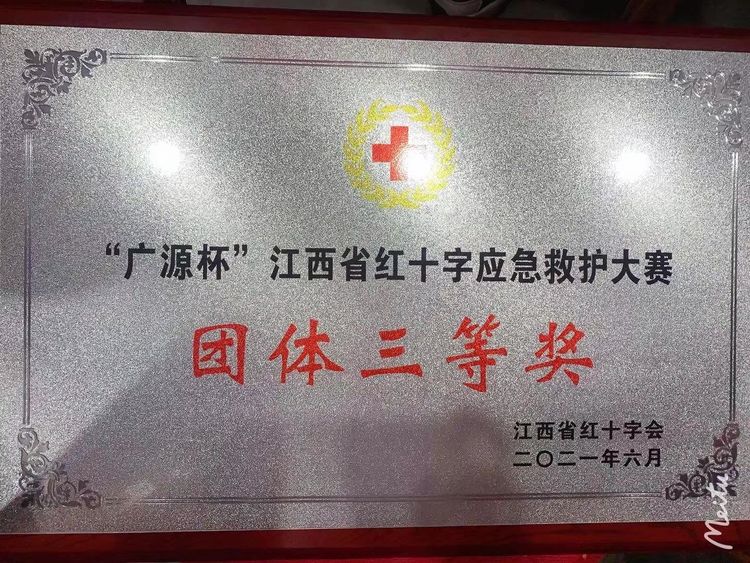 “广源杯”江西省红十字应急救护大赛
团体三等奖
江西省红十字会
二〇二一年六月
Meitu